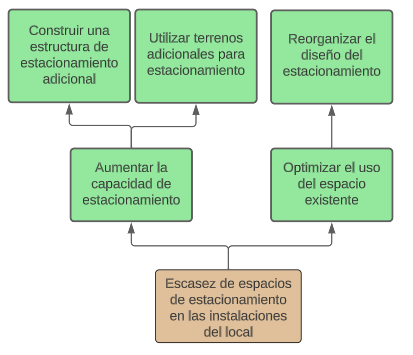 Construir una
estructura de
estacionamiento
adicional
Utilizar terrenos
adicionales para
estacionamiento
Reorganizar el
diseño del
estacionamiento
Aumentar la
capacidad de
estacionamiento
Optimizar el uso
del espacio
existente
Escasez de espacios
de estacionamiento
en las instalaciones
del local